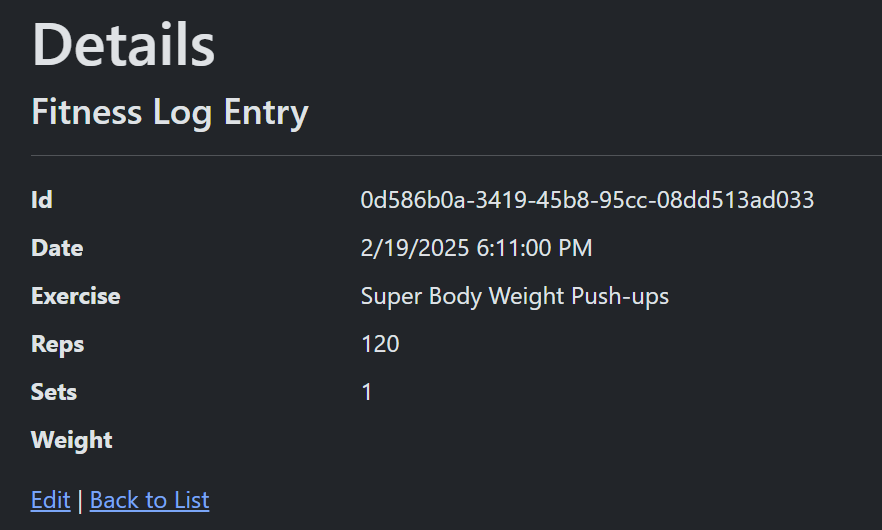 Details
Fitness Log Entry
Id 0d586b0a-3419-45b8-95cc-08dd513ad033
Date 2/19/2025 6:11:00 PM
Exercise Super Body Weight Push-ups
Reps 120
Sets 1
Weight
Edit | Back to List